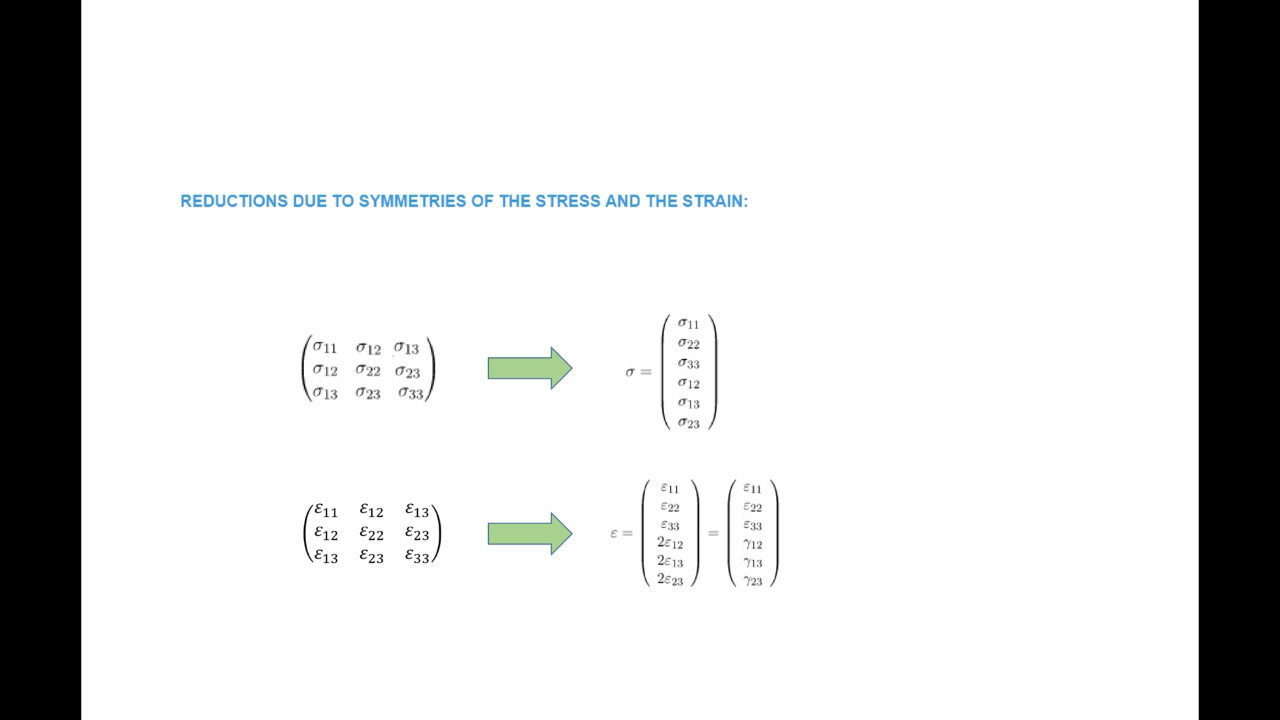 REDUCTIONS DUE TO SYMMETRIES OF THE STRESS AND THE STRAIN:
σ11 σ12 σ13
σ12 σ22 σ23
σ13 σ23 σ33
σ =
σ11
σ22
σ33
σ12
σ13
σ23
ε11 ε12 ε13
ε12 ε22 ε23
ε13 ε23 ε33
ε =
ε11
ε22
ε33
2ε12
2ε13
2ε23
=
ε11
ε22
ε33
γ12
γ13
γ23